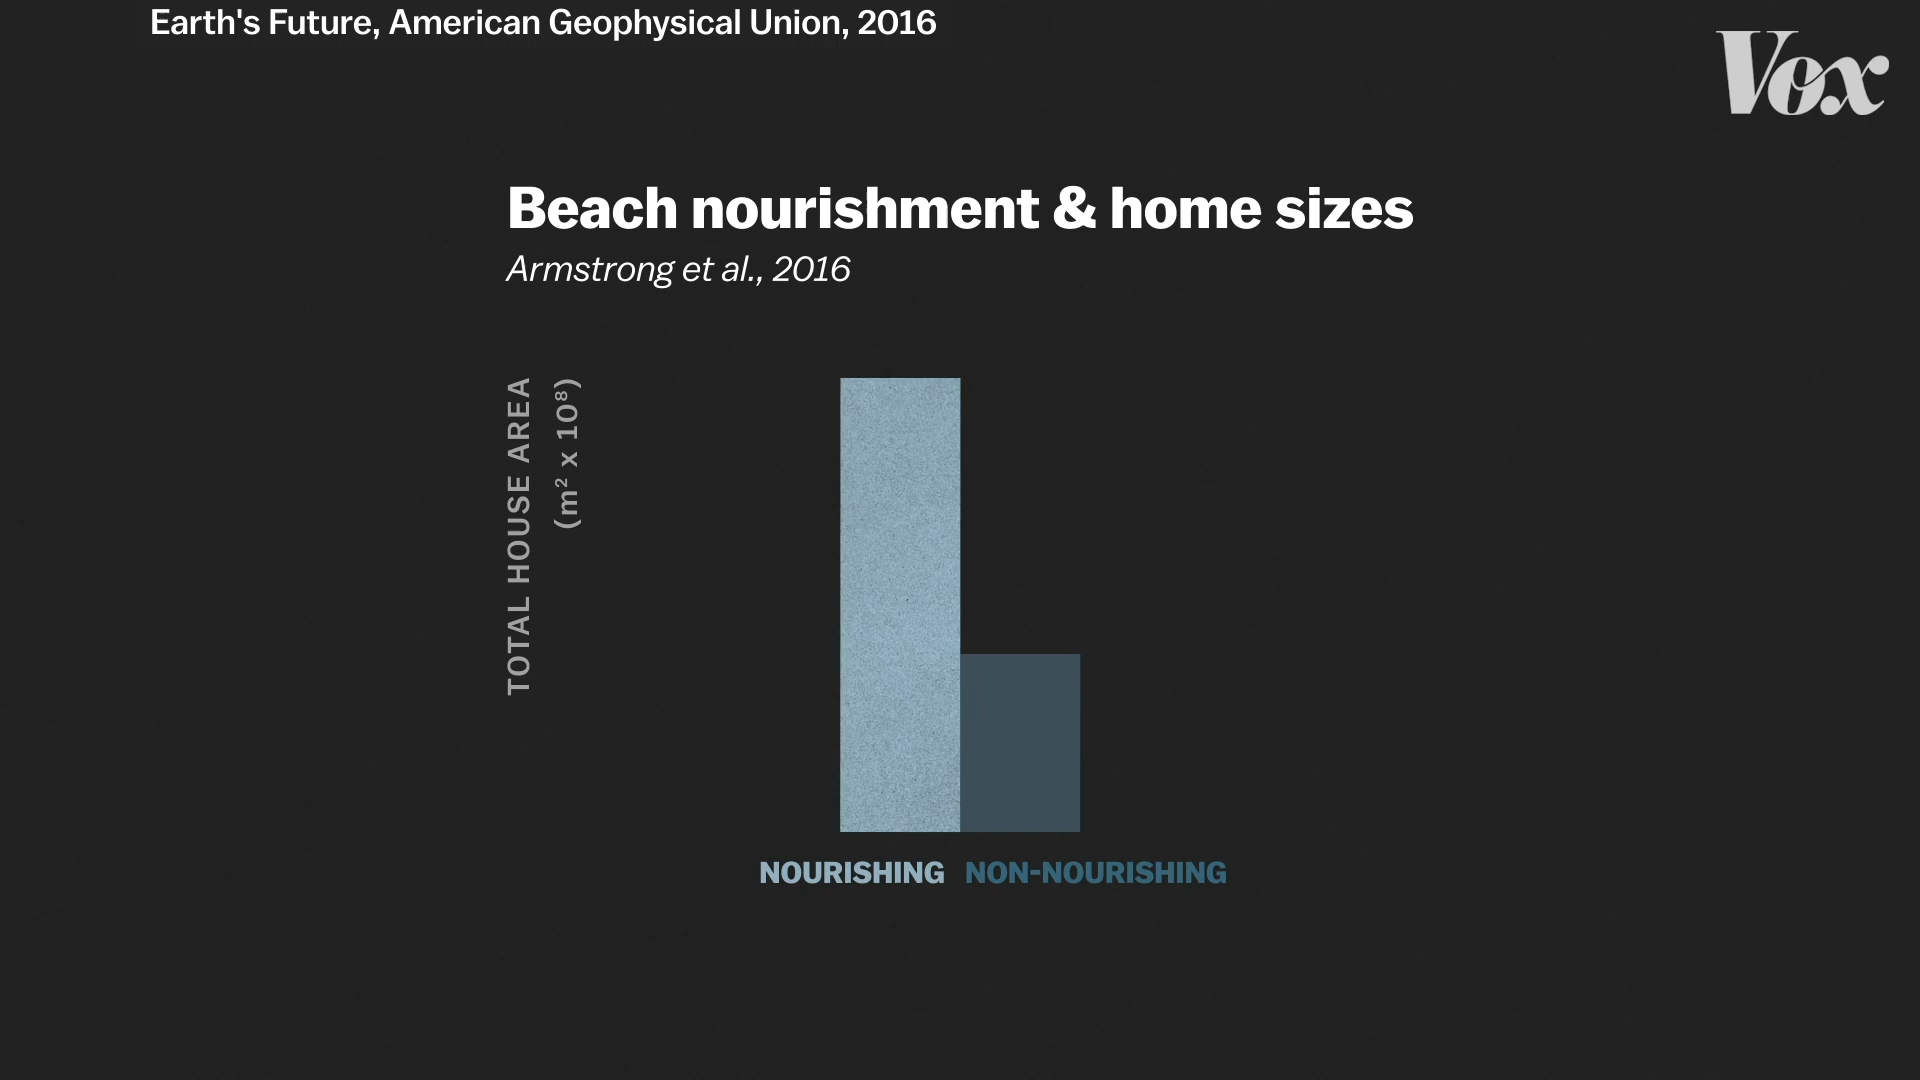 Earth's Future, American Geophysical Union, 2016
Vox
Beach nourishment & home sizes
Armstrong et al., 2016
TOTAL HOUSE AREA
(m² x 10⁸)
NOURISHING NON-NOURISHING